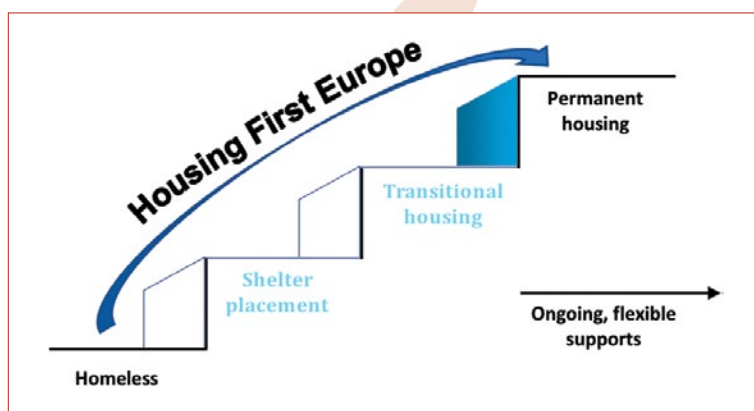 Housing First Europe
Permanent
housing
Transitional
housing
Shelter
placement
Ongoing, flexible
supports
Homeless